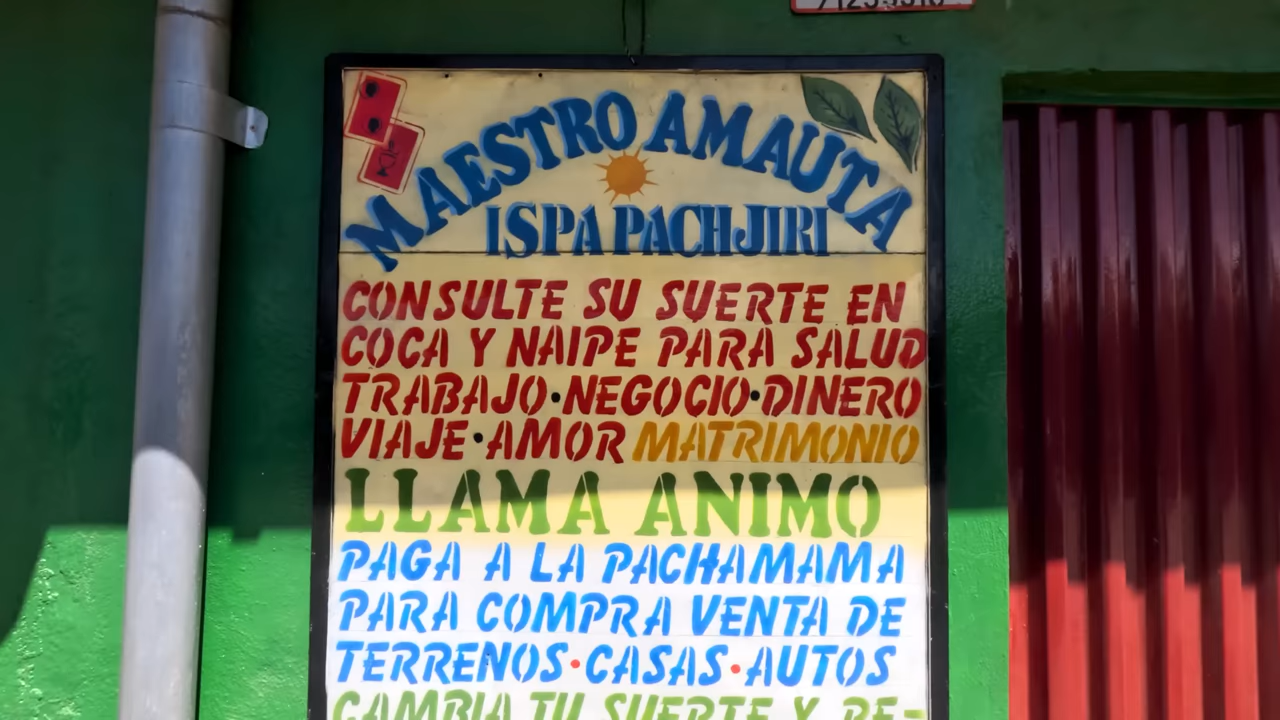 MAESTRO AMAUTA
ISPA PACHJIRI
CONSULTE SU SUERTE EN
COCA Y NAIPE PARA SALUD
TRABAJO·NEGOCIO·DINERO
VIAJE·AMOR MATRIMONIO
LLAMA ANIMO
PAGA A LA PACHAMAMA
PARA COMPRA VENTA DE
TERRENOS·CASAS·AUTOS
CAMBIA TU SUERTE Y RE-